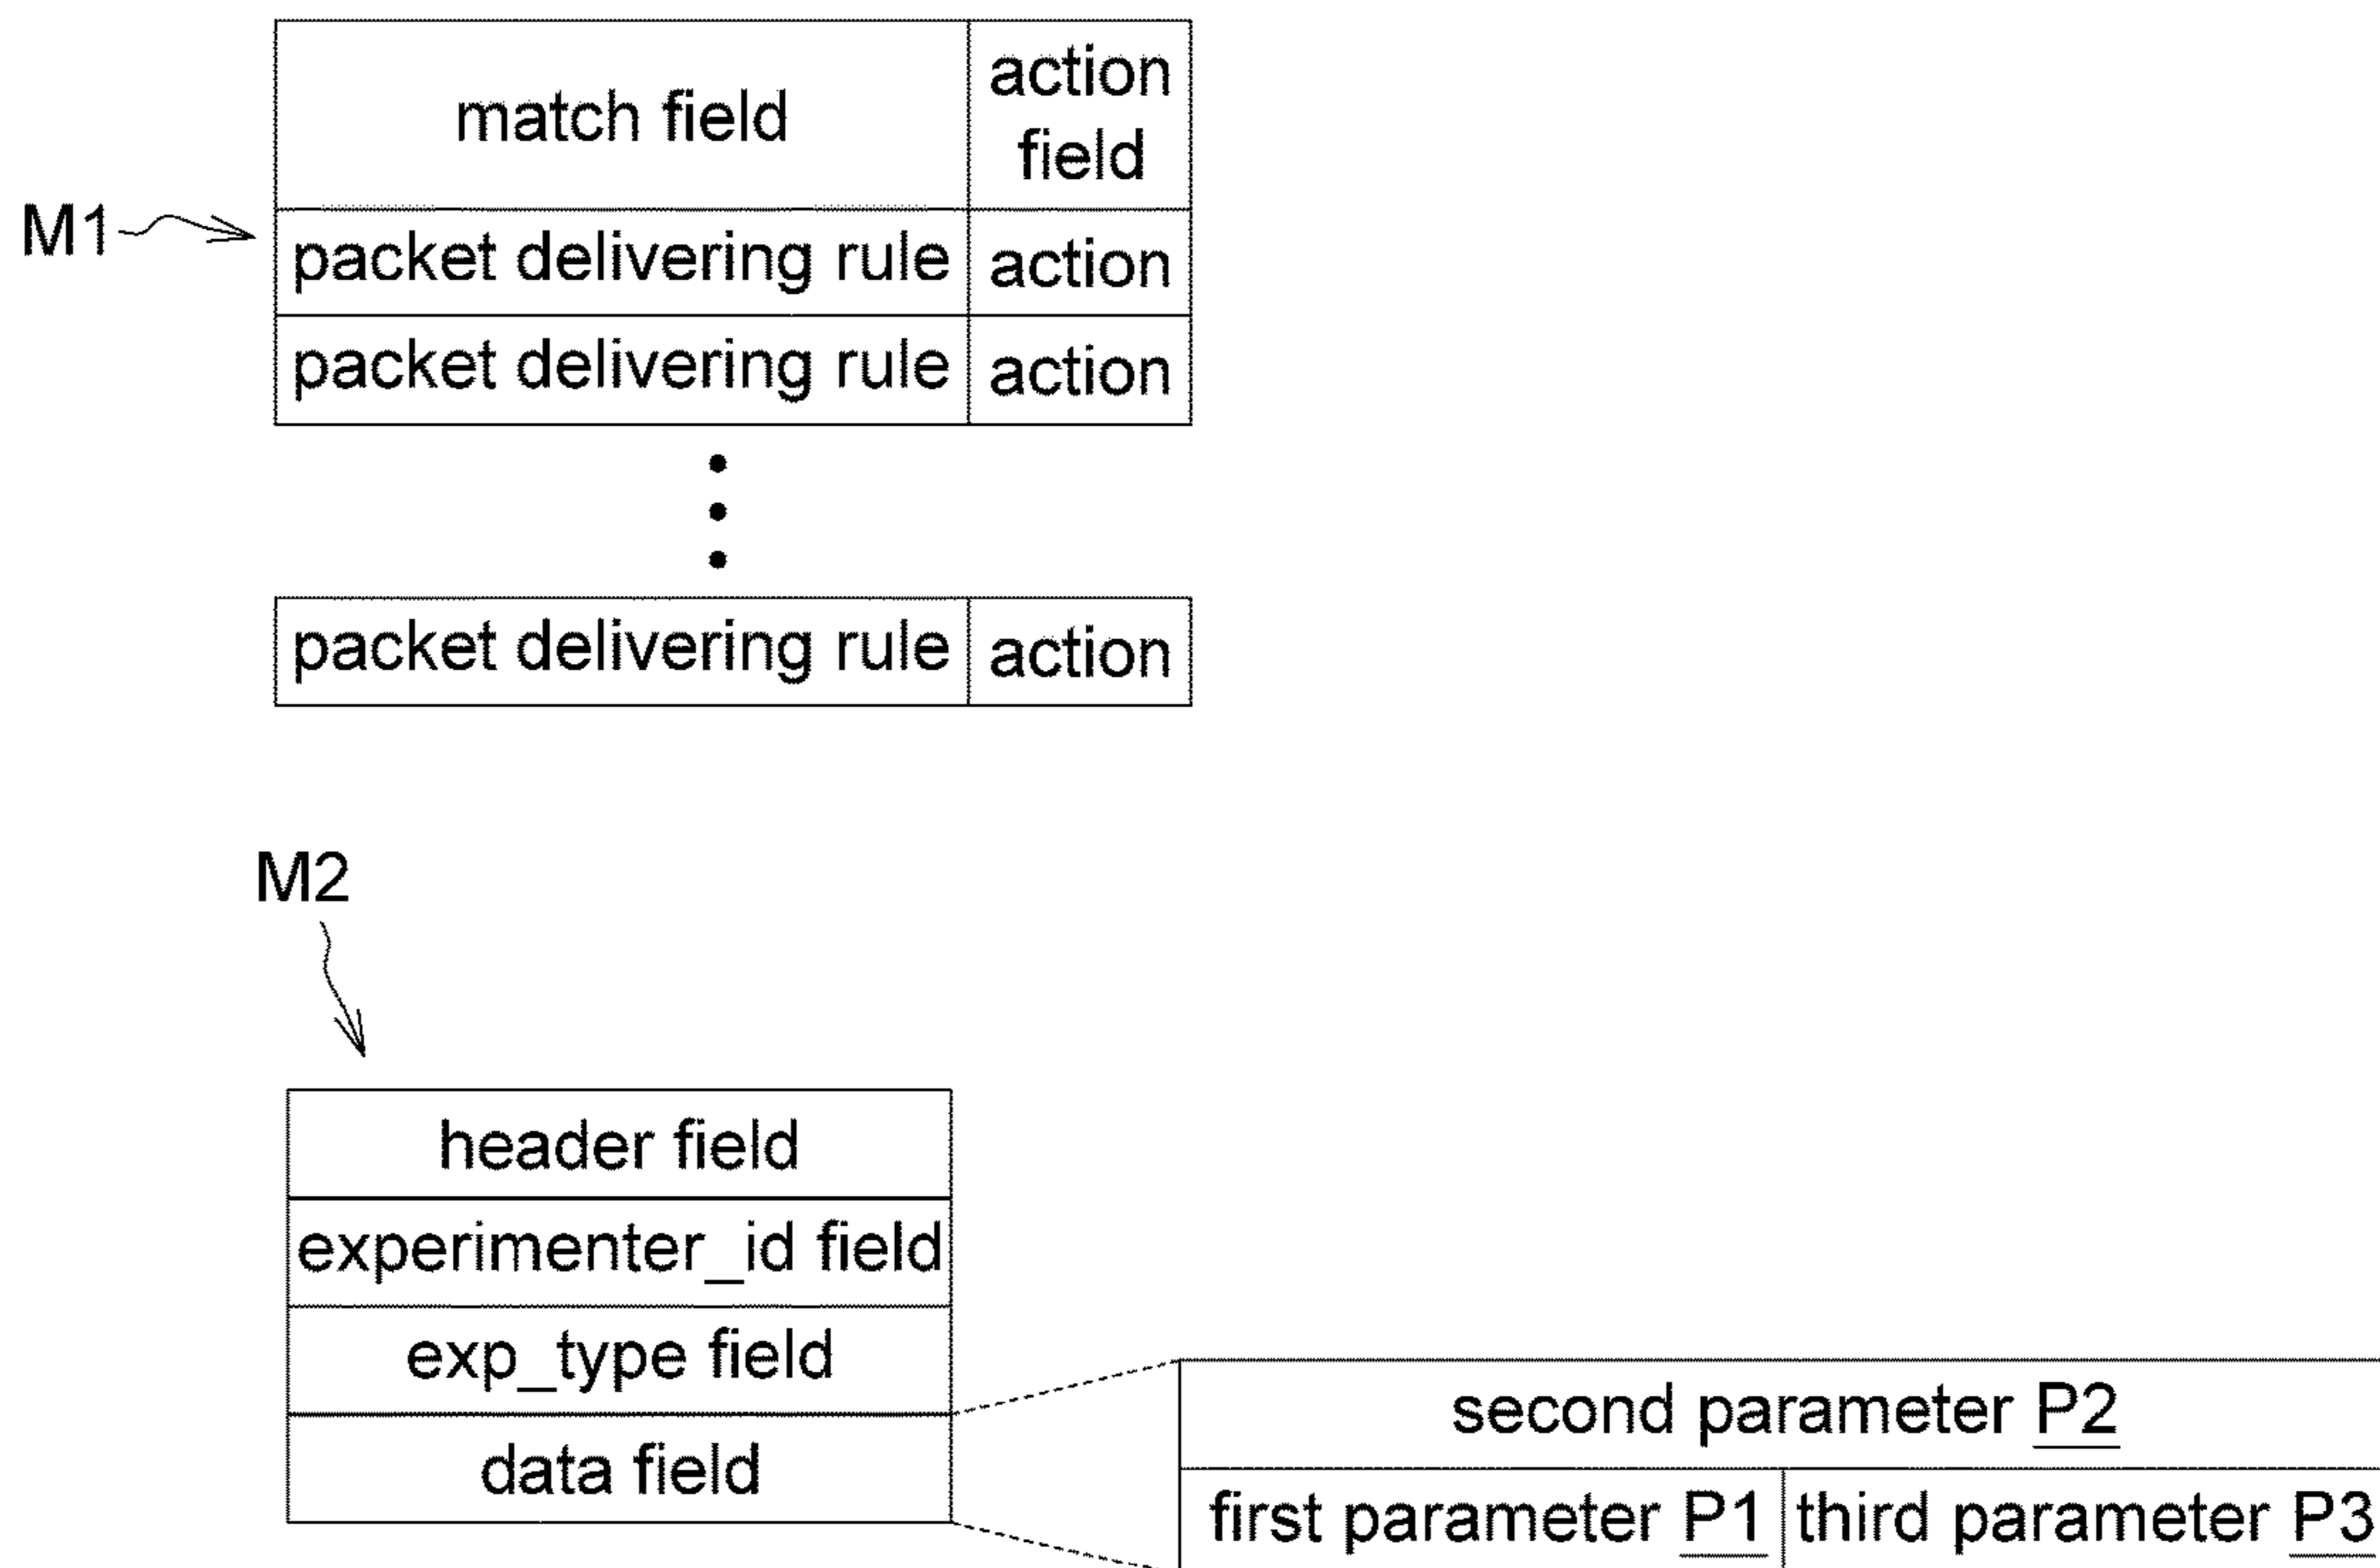 match field
action
field
M1
packet delivering rule action
packet delivering rule action
packet delivering rule action
M2
header field
experimenter_id field
exp_type field
data field
second parameter P2
first parameter P1 third parameter P3